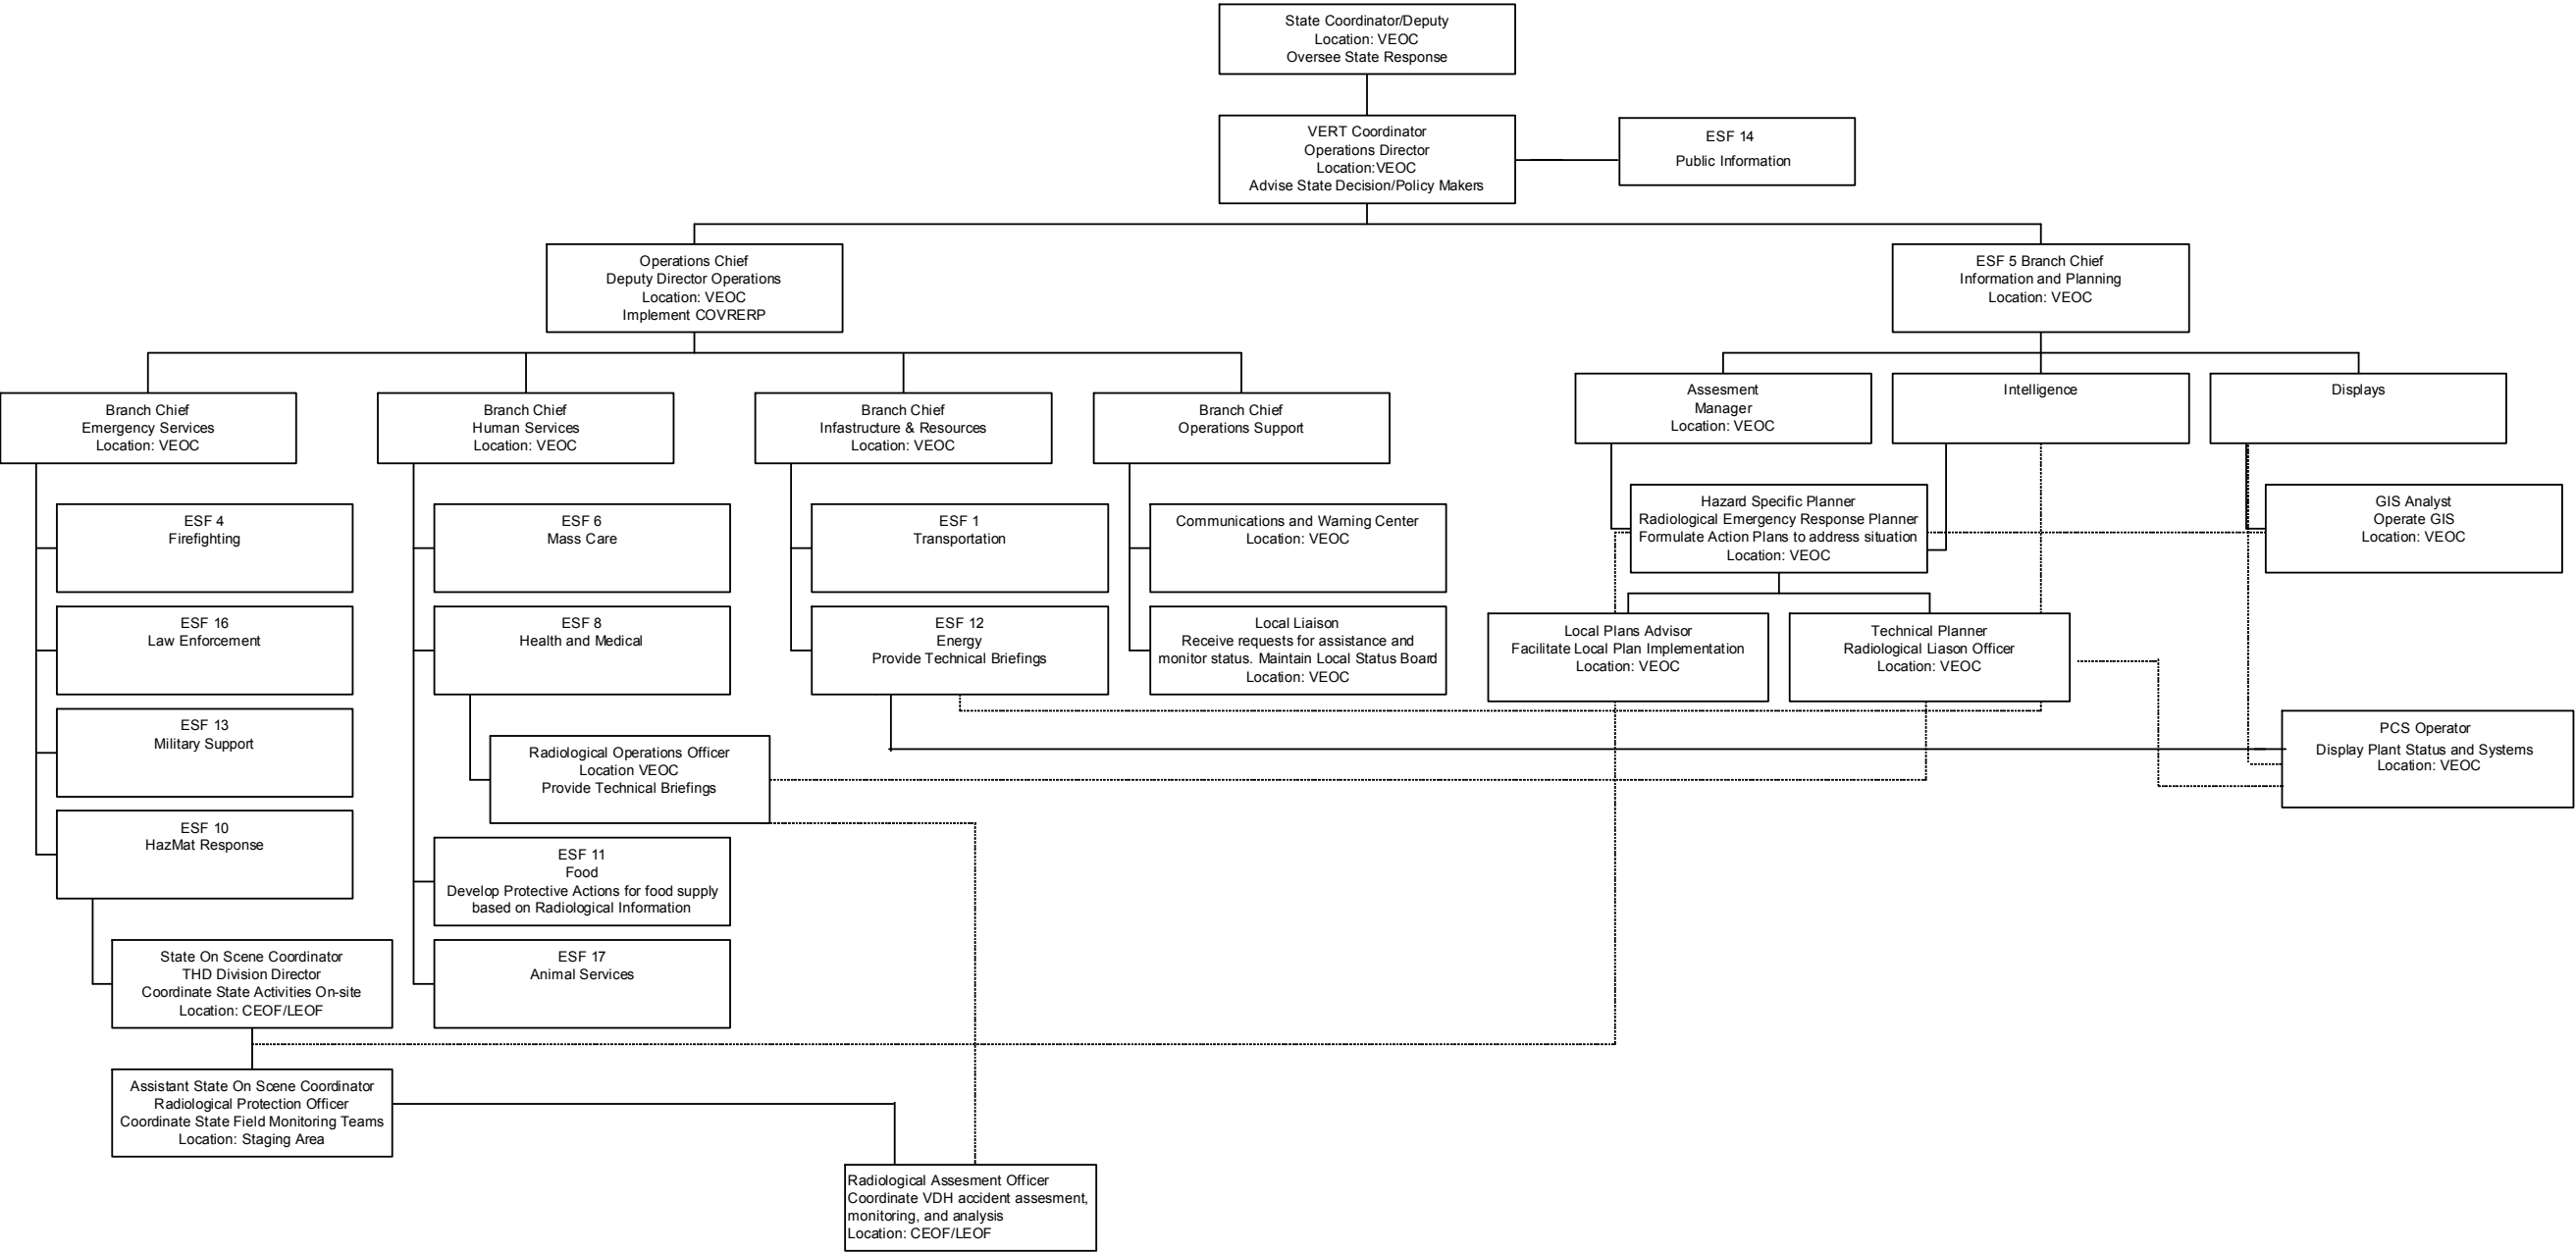 State Coordinator/Deputy
Location: VEOC
Oversee State Response
VERT Coordinator
Operations Director
Location:VEOC
Advise State Decision/Policy Makers
ESF 14
Public Information
Operations Chief
Deputy Director Operations
Location: VEOC
Implement COVRERP
ESF 5 Branch Chief
Information and Planning
Location: VEOC
Branch Chief
Emergency Services
Location: VEOC
Branch Chief
Human Services
Location: VEOC
Branch Chief
Infastructure & Resources
Location: VEOC
Branch Chief
Operations Support
Assesment
Manager
Location: VEOC
Intelligence
Displays
ESF 4
Firefighting
ESF 16
Law Enforcement
ESF 13
Military Support
ESF 10
HazMat Response
State On Scene Coordinator
THD Division Director
Coordinate State Activities On-site
Location: CEOF/LEOF
Assistant State On Scene Coordinator
Radiological Protection Officer
Coordinate State Field Monitoring Teams
Location: Staging Area
ESF 6
Mass Care
ESF 8
Health and Medical
Radiological Operations Officer
Location VEOC
Provide Technical Briefings
ESF 11
Food
Develop Protective Actions for food supply
based on Radiological Information
ESF 17
Animal Services
ESF 1
Transportation
ESF 12
Energy
Provide Technical Briefings
Communications and Warning Center
Location: VEOC
Local Liaison
Receive requests for assistance and
monitor status. Maintain Local Status Board
Location: VEOC
Hazard Specific Planner
Radiological Emergency Response Planner
Formulate Action Plans to address situation
Location: VEOC
Local Plans Advisor
Facilitate Local Plan Implementation
Location: VEOC
Technical Planner
Radiological Liason Officer
Location: VEOC
GIS Analyst
Operate GIS
Location: VEOC
PCS Operator
Display Plant Status and Systems
Location: VEOC
Radiological Assesment Officer
Coordinate VDH accident assesment,
monitoring, and analysis
Location: CEOF/LEOF